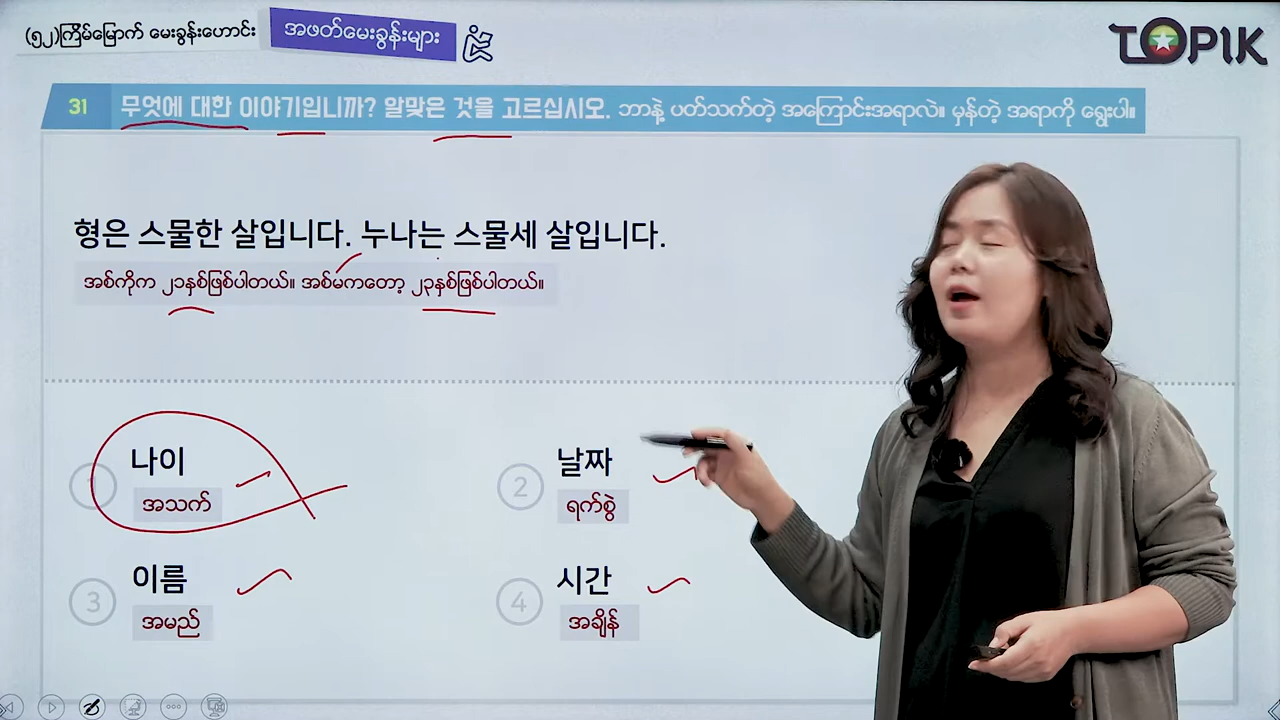 (၅၂)ကြိမ်မြောက် မေးခွန်းဟောင်း
အဖတ်မေးခွန်းများ
TOPIK
31 무엇에 대한 이야기입니까? 알맞은 것을 고르십시오. ဘာနဲ့ ပတ်သက်တဲ့ အကြောင်းအရာလဲ။ မှန်တဲ့ အရာကို ရွေးပါ။
형은 스물한 살입니다. 누나는 스물세 살입니다.
အစ်ကိုက ၂၁နှစ်ဖြစ်ပါတယ်။ အစ်မကတော့ ၂၃နှစ်ဖြစ်ပါတယ်။
1 나이
အသက်
2 날짜
ရက်စွဲ
3 이름
အမည်
4 시간
အချိန်